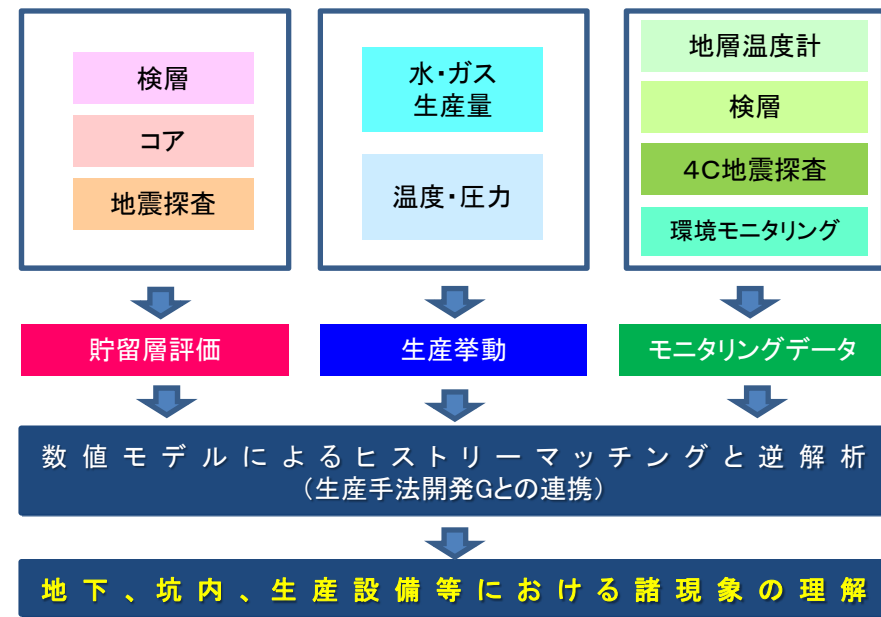 検層
コア
地震探査
水・ガス
生産量
温度・圧力
地層温度計
検層
4C地震探査
環境モニタリング
貯留層評価
生産挙動
モニタリングデータ
数値モデルによるヒストリーマッチングと逆解析
(生産手法開発Gとの連携)
地下、坑内、生産設備等における諸現象の理解